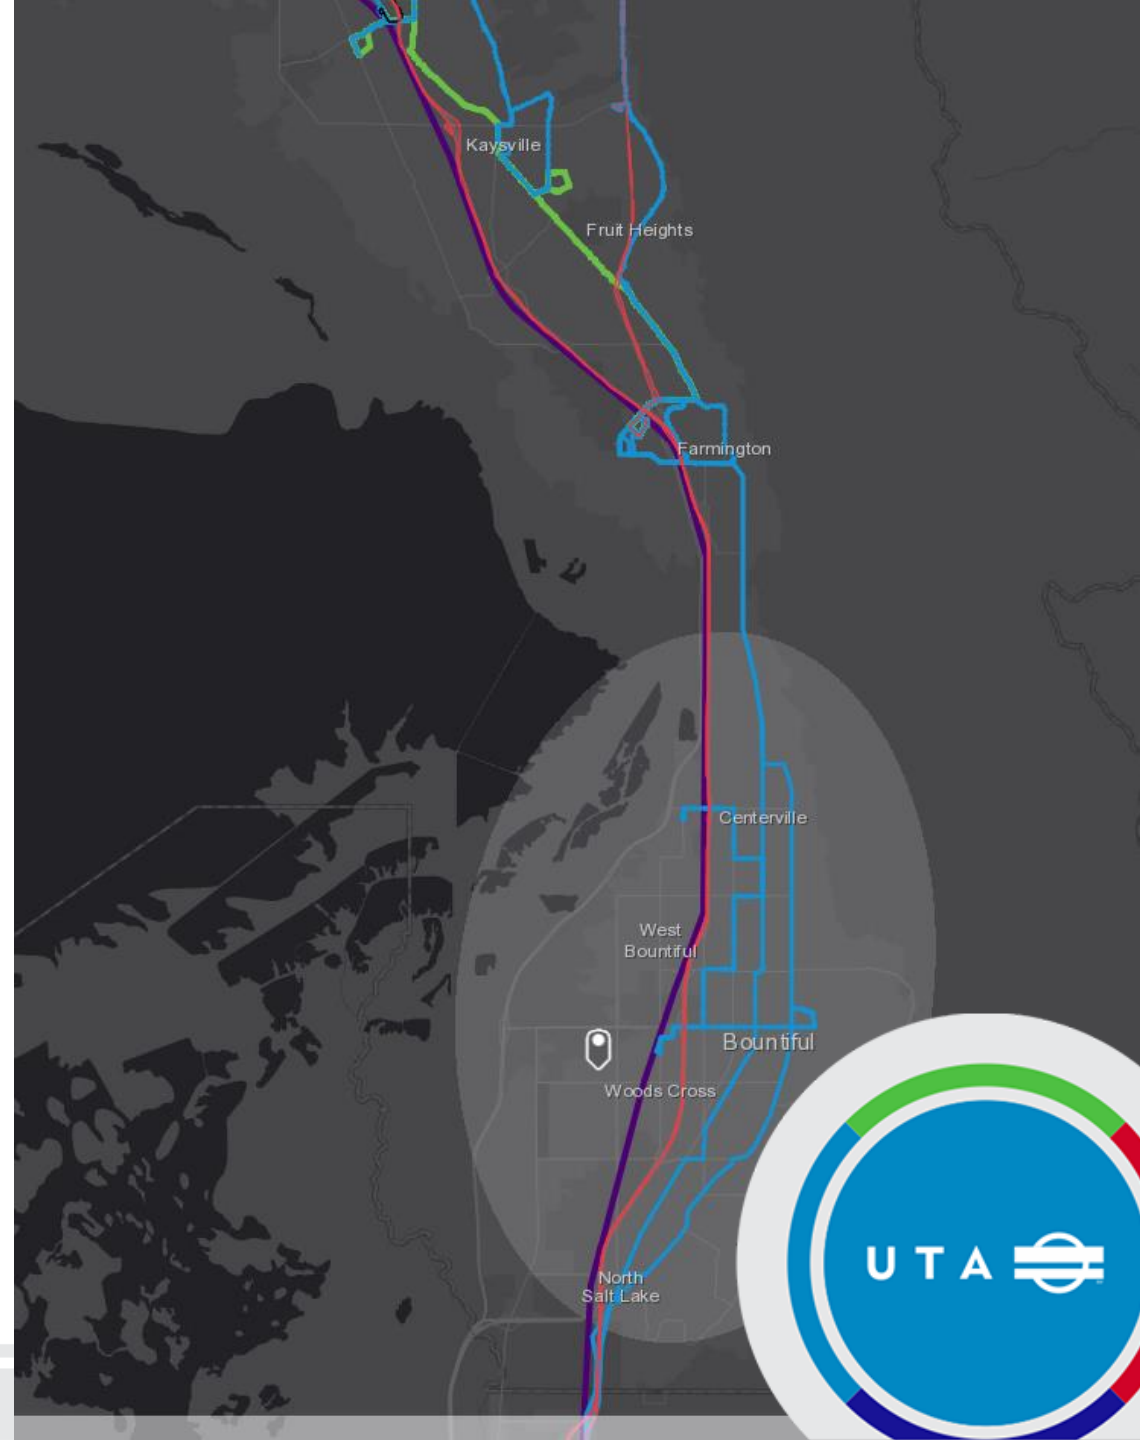 Kaysville
Fruit Heights
Farmington
Centerville
West
Bountiful
Bountiful
Woods Cross
North
Salt Lake
UTA